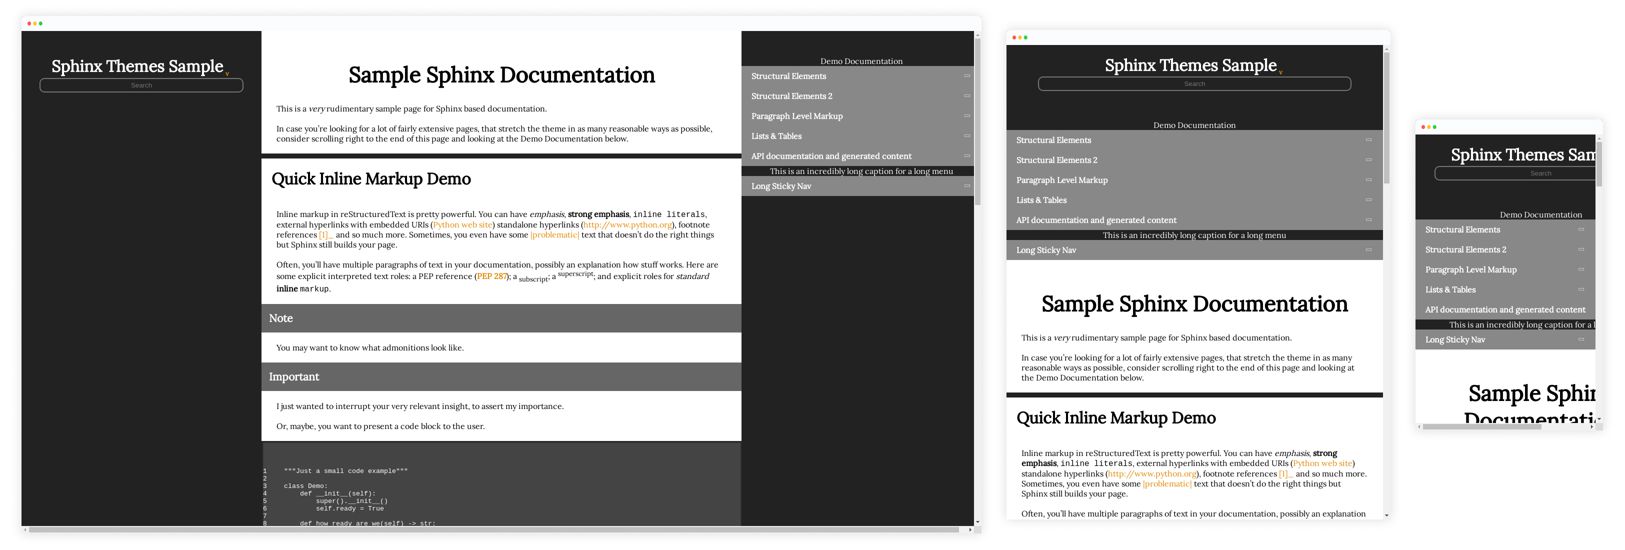 Sphinx Themes Sample v
Search
Sample Sphinx Documentation
This is a very rudimentary sample page for Sphinx based documentation.
In case you're looking for a lot of fairly extensive pages, that stretch the theme in as many reasonable ways as possible,
consider scrolling right to the end of this page and looking at the Demo Documentation below.
Quick Inline Markup Demo
Inline markup in reStructuredText is pretty powerful. You can have emphasis, strong emphasis, inline literals,
external hyperlinks with embedded URIs (Python web site) standalone hyperlinks (http://www.python.org), footnote
references [1]_ and so much more. Sometimes, you even have some |problematic| text that doesn't do the right things
but Sphinx still builds your page.
Often, you'll have multiple paragraphs of text in your documentation, possibly an explanation how stuff works. Here are
some explicit interpreted text roles: a PEP reference (PEP 287); a subscript; a superscript; and explicit roles for standard
inline markup.
Note
You may want to know what admonitions look like.
Important
I just wanted to interrupt your very relevant insight, to assert my importance.
Or, maybe, you want to present a code block to the user.
1 """Just a small code example"""
2
3 class Demo:
4 def __init__(self):
5 super().__init__()
6 self.ready = True
7
8 def how_ready_are_we(self) -> str:
Demo Documentation
Structural Elements
Structural Elements 2
Paragraph Level Markup
Lists & Tables
API documentation and generated content
This is an incredibly long caption for a long menu
Long Sticky Nav
Sphinx Themes Sample v
Search
Demo Documentation
Structural Elements
Structural Elements 2
Paragraph Level Markup
Lists & Tables
API documentation and generated content
This is an incredibly long caption for a long menu
Long Sticky Nav
Sample Sphinx Documentation
This is a very rudimentary sample page for Sphinx based documentation.
In case you're looking for a lot of fairly extensive pages, that stretch the theme in as many
reasonable ways as possible, consider scrolling right to the end of this page and looking at
the Demo Documentation below.
Quick Inline Markup Demo
Inline markup in reStructuredText is pretty powerful. You can have emphasis, strong
emphasis, inline literals, external hyperlinks with embedded URIs (Python web site)
standalone hyperlinks (http://www.python.org), footnote references [1]_ and so much more.
Sometimes, you even have some |problematic| text that doesn't do the right things but
Sphinx still builds your page.
Often, you'll have multiple paragraphs of text in your documentation, possibly an explanation
Sphinx Themes Sam
Search
Demo Documentation
Structural Elements
Structural Elements 2
Paragraph Level Markup
Lists & Tables
API documentation and generated content
This is an incredibly long caption for a l
Long Sticky Nav
Sample Sphin
Documentati